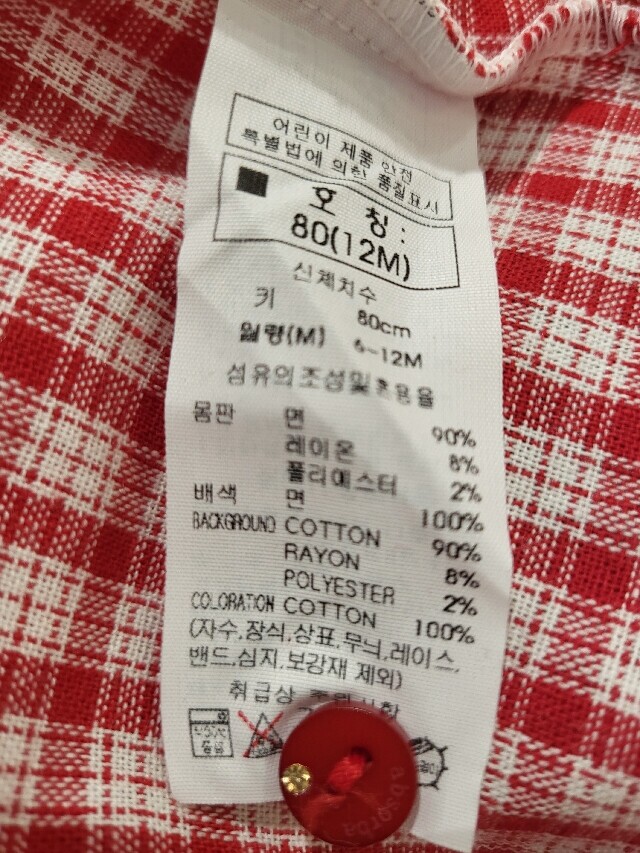 어린이 제품 안전
특별법에 의한 품질표시
호 칭 :
80(12M)
신체치수
키 80cm
월령(M) 6-12M
섬유의조성및혼용율
몸판 면 90%
레이온 8%
폴리에스터 2%
배색 면 100%
BACKGROUND COTTON 90%
RAYON 8%
POLYESTER 2%
COLORATION COTTON 100%
(자수,장식,상표,무늬,레이스,
밴드,심지,보강재 제외)
취급상
absorba